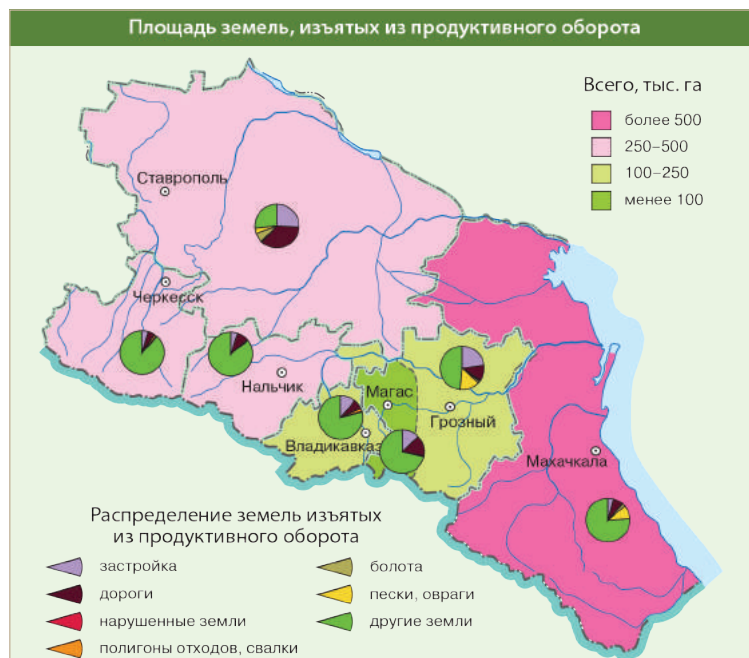 Площадь земель, изъятых из продуктивного оборота
Всего, тыс. га
более 500
250–500
100–250
менее 100
Ставрополь
Черкесск
Нальчик
Магас
Грозный
Владикавказ
Махачкала
Распределение земель изъятых
из продуктивного оборота
застройка
дороги
нарушенные земли
полигоны отходов, свалки
болота
пески, овраги
другие земли